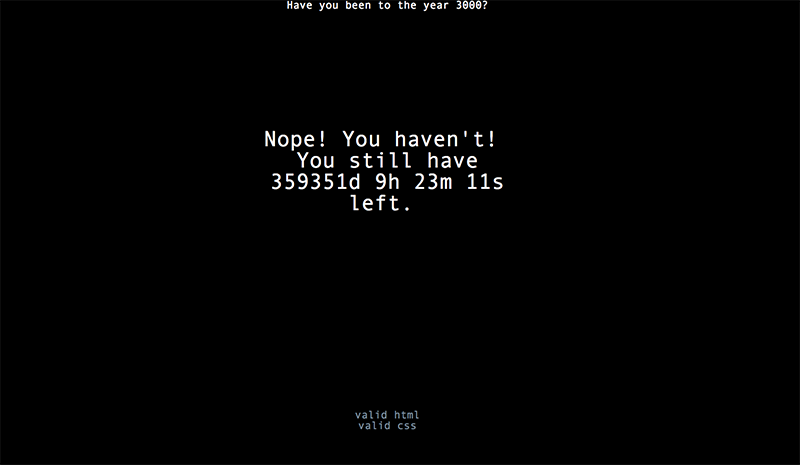 Have you been to the year 3000?
Nope! You haven't!
You still have
359351d 9h 23m 11s
left.
valid html
valid css